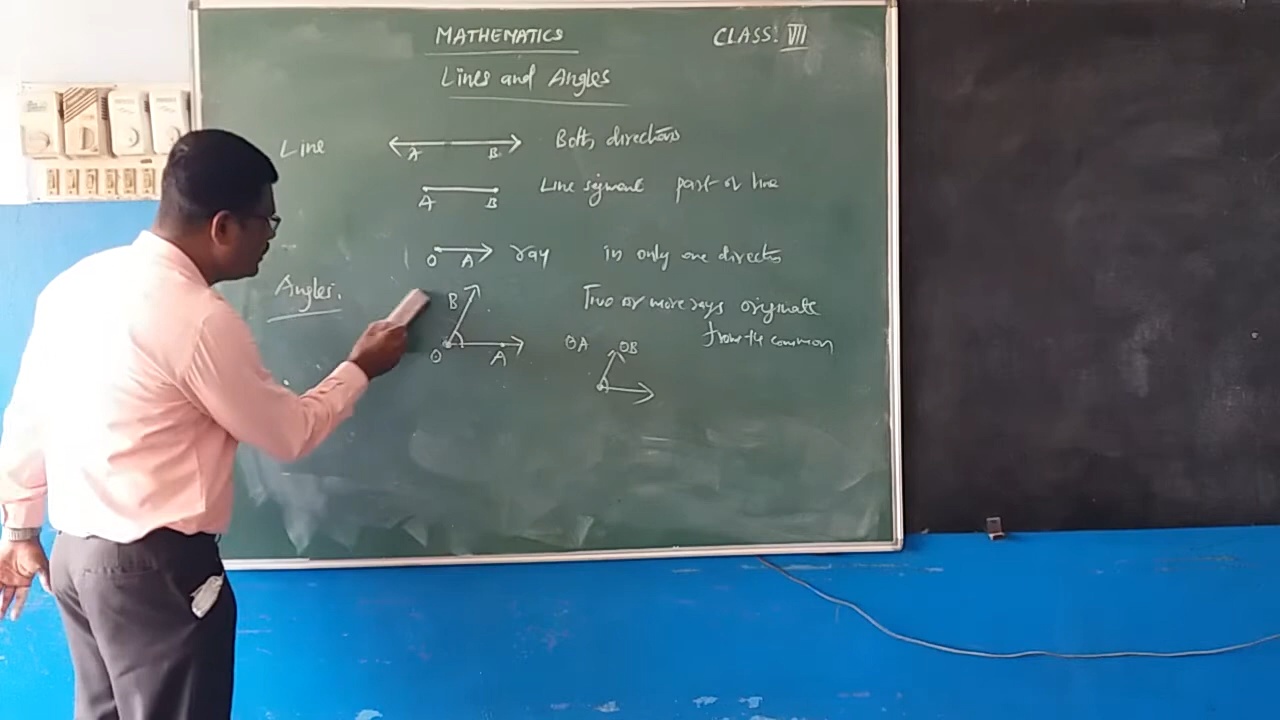 MATHEMATICS CLASS: VII
Lines and Angles
Line A B Both directions
A B Line segment part of line
O A ray in only one direction
Angles. B Two or more rays originate
from the common
O A OA OB